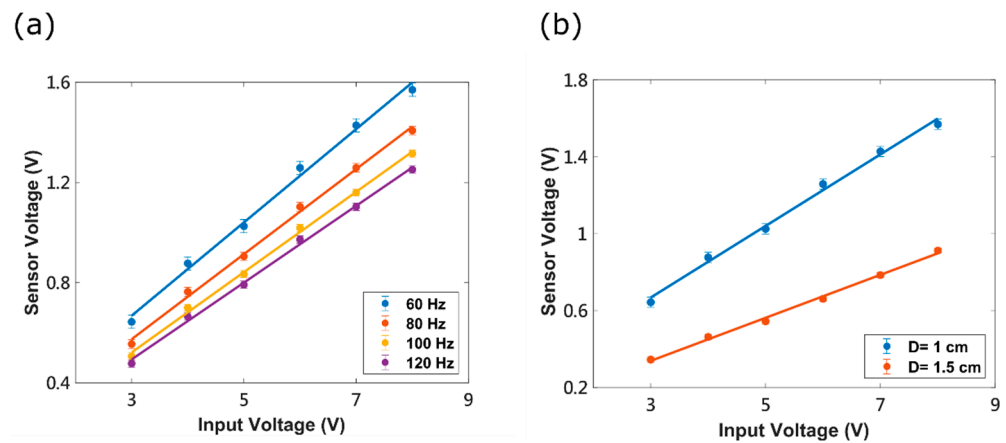 (a)
(b)
1.6
1.2
0.8
0.4
Sensor Voltage (V)
3
5
7
9
Input Voltage (V)
60 Hz
80 Hz
100 Hz
120 Hz
1.8
1.4
1
0.6
0.2
Sensor Voltage (V)
3
5
7
9
Input Voltage (V)
D= 1 cm
D= 1.5 cm